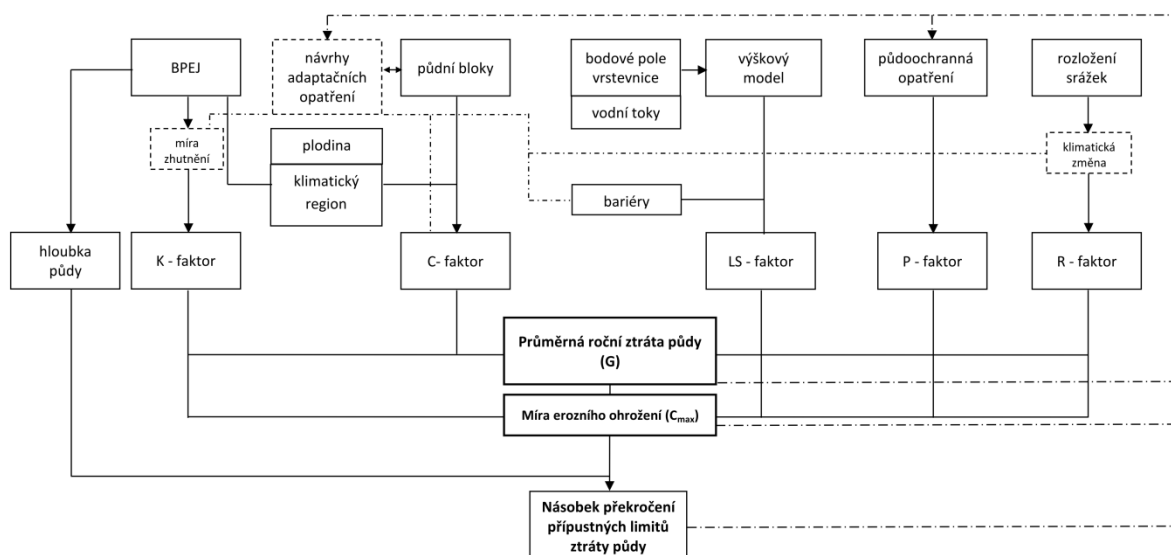 BPEJ
návrhy
adaptačních
opatření
půdní bloky
bodové pole
vrstevnice
vodní toky
výškový
model
půdoochranná
opatření
rozložení
srážek
míra
zhutnění
plodina
klimatický
region
klimatická
změna
bariéry
hloubka
půdy
K - faktor
C- faktor
LS - faktor
P - faktor
R - faktor
Průměrná roční ztráta půdy
(G)
Míra erozního ohrožení (Cmax)
Násobek překročení
přípustných limitů
ztráty půdy